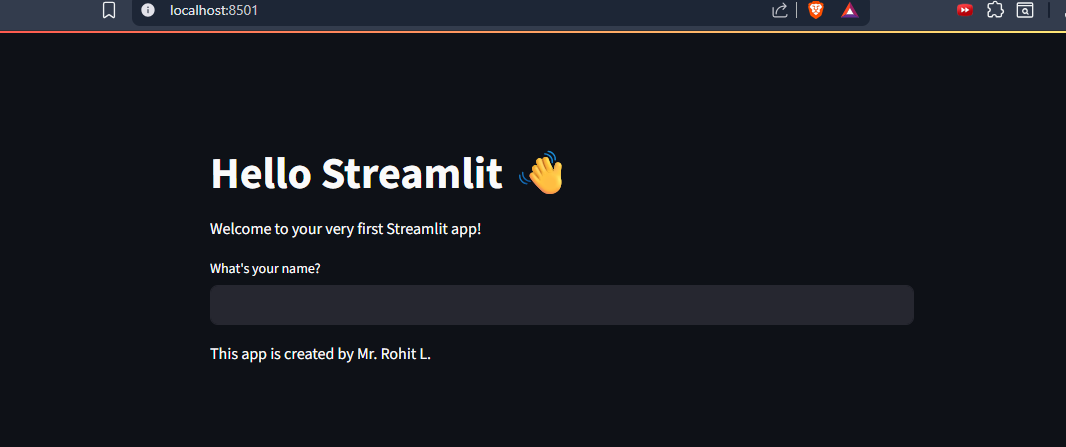 localhost:8501
Hello Streamlit 👋
Welcome to your very first Streamlit app!
What's your name?
This app is created by Mr. Rohit L.